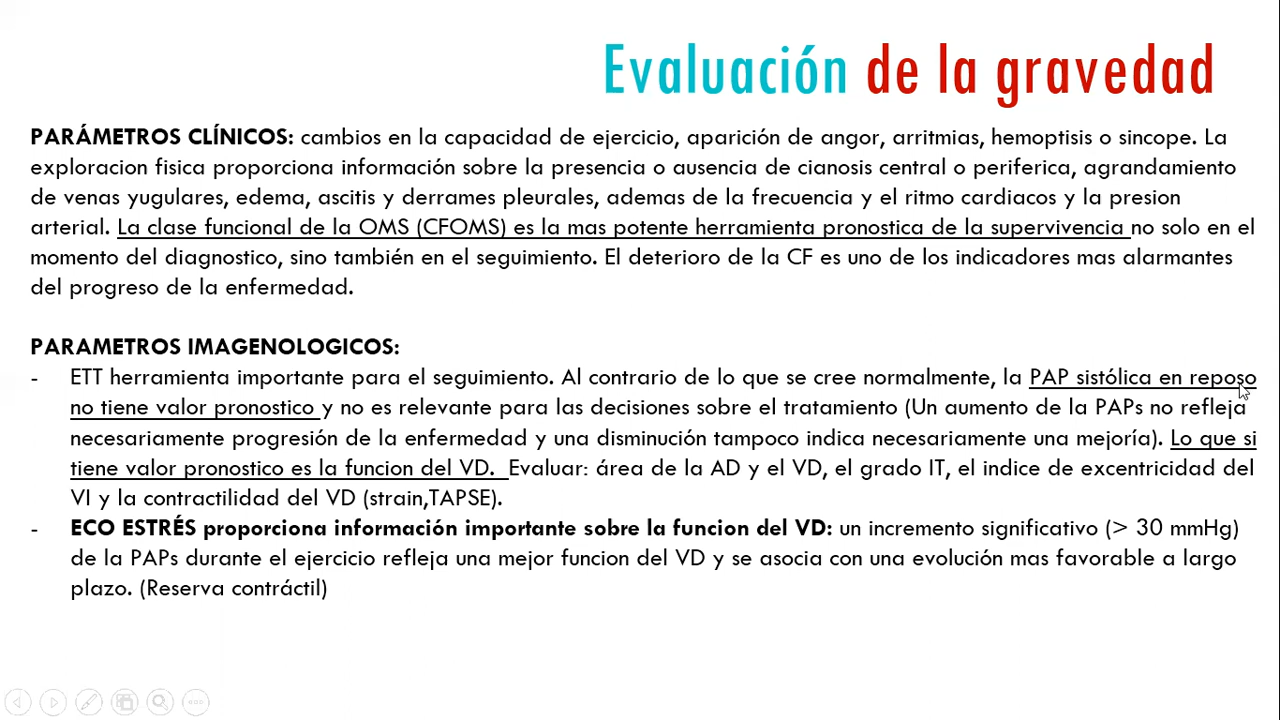 Evaluación de la gravedad
PARÁMETROS CLÍNICOS: cambios en la capacidad de ejercicio, aparición de angor, arritmias, hemoptisis o sincope. La
exploracion fisica proporciona información sobre la presencia o ausencia de cianosis central o periferica, agrandamiento
de venas yugulares, edema, ascitis y derrames pleurales, ademas de la frecuencia y el ritmo cardiacos y la presion
arterial. La clase funcional de la OMS (CFOMS) es la mas potente herramienta pronostica de la supervivencia no solo en el
momento del diagnostico, sino también en el seguimiento. El deterioro de la CF es uno de los indicadores mas alarmantes
del progreso de la enfermedad.
PARAMETROS IMAGENOLOGICOS:
- ETT herramienta importante para el seguimiento. Al contrario de lo que se cree normalmente, la PAP sistólica en reposo
no tiene valor pronostico y no es relevante para las decisiones sobre el tratamiento (Un aumento de la PAPs no refleja
necesariamente progresión de la enfermedad y una disminución tampoco indica necesariamente una mejoría). Lo que si
tiene valor pronostico es la funcion del VD. Evaluar: área de la AD y el VD, el grado IT, el indice de excentricidad del
VI y la contractilidad del VD (strain,TAPSE).
- ECO ESTRÉS proporciona información importante sobre la funcion del VD: un incremento significativo (> 30 mmHg)
de la PAPs durante el ejercicio refleja una mejor funcion del VD y se asocia con una evolución mas favorable a largo
plazo. (Reserva contráctil)